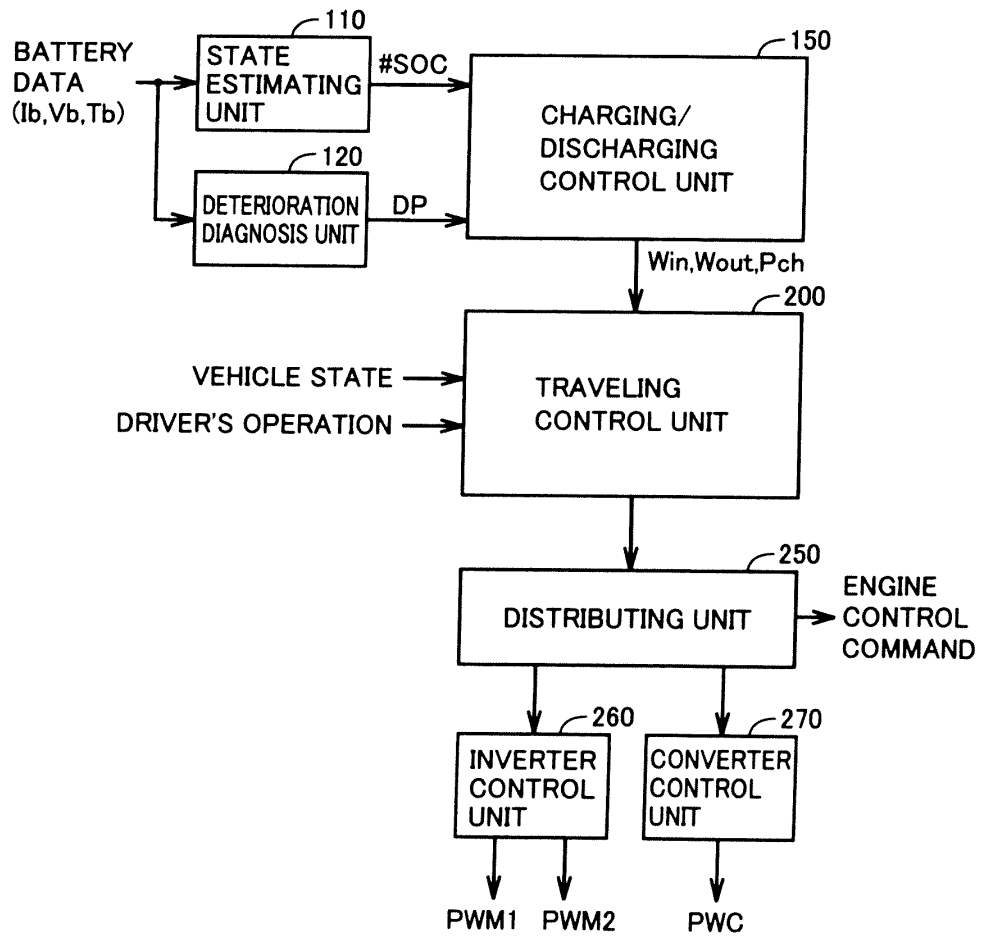 110
150
BATTERY
DATA
(Ib,Vb,Tb)
STATE
ESTIMATING
UNIT
#SOC
CHARGING/
DISCHARGING
CONTROL UNIT
120
DETERIORATION
DIAGNOSIS UNIT
DP
Win,Wout,Pch
200
VEHICLE STATE
DRIVER'S OPERATION
TRAVELING
CONTROL UNIT
250
DISTRIBUTING UNIT
ENGINE
CONTROL
COMMAND
260
270
INVERTER
CONTROL
UNIT
CONVERTER
CONTROL
UNIT
PWM1
PWM2
PWC